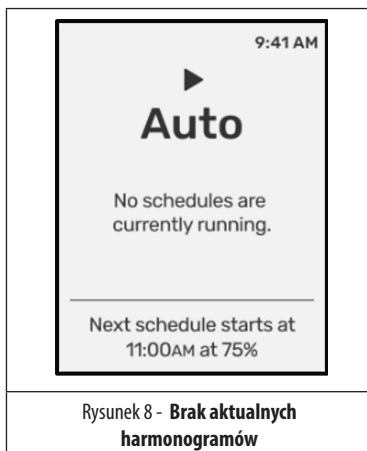 9:41 AM
Auto
No schedules are
currently running.
Next schedule starts at
11:00AM at 75%
Rysunek 8 - Brak aktualnych
harmonogramów